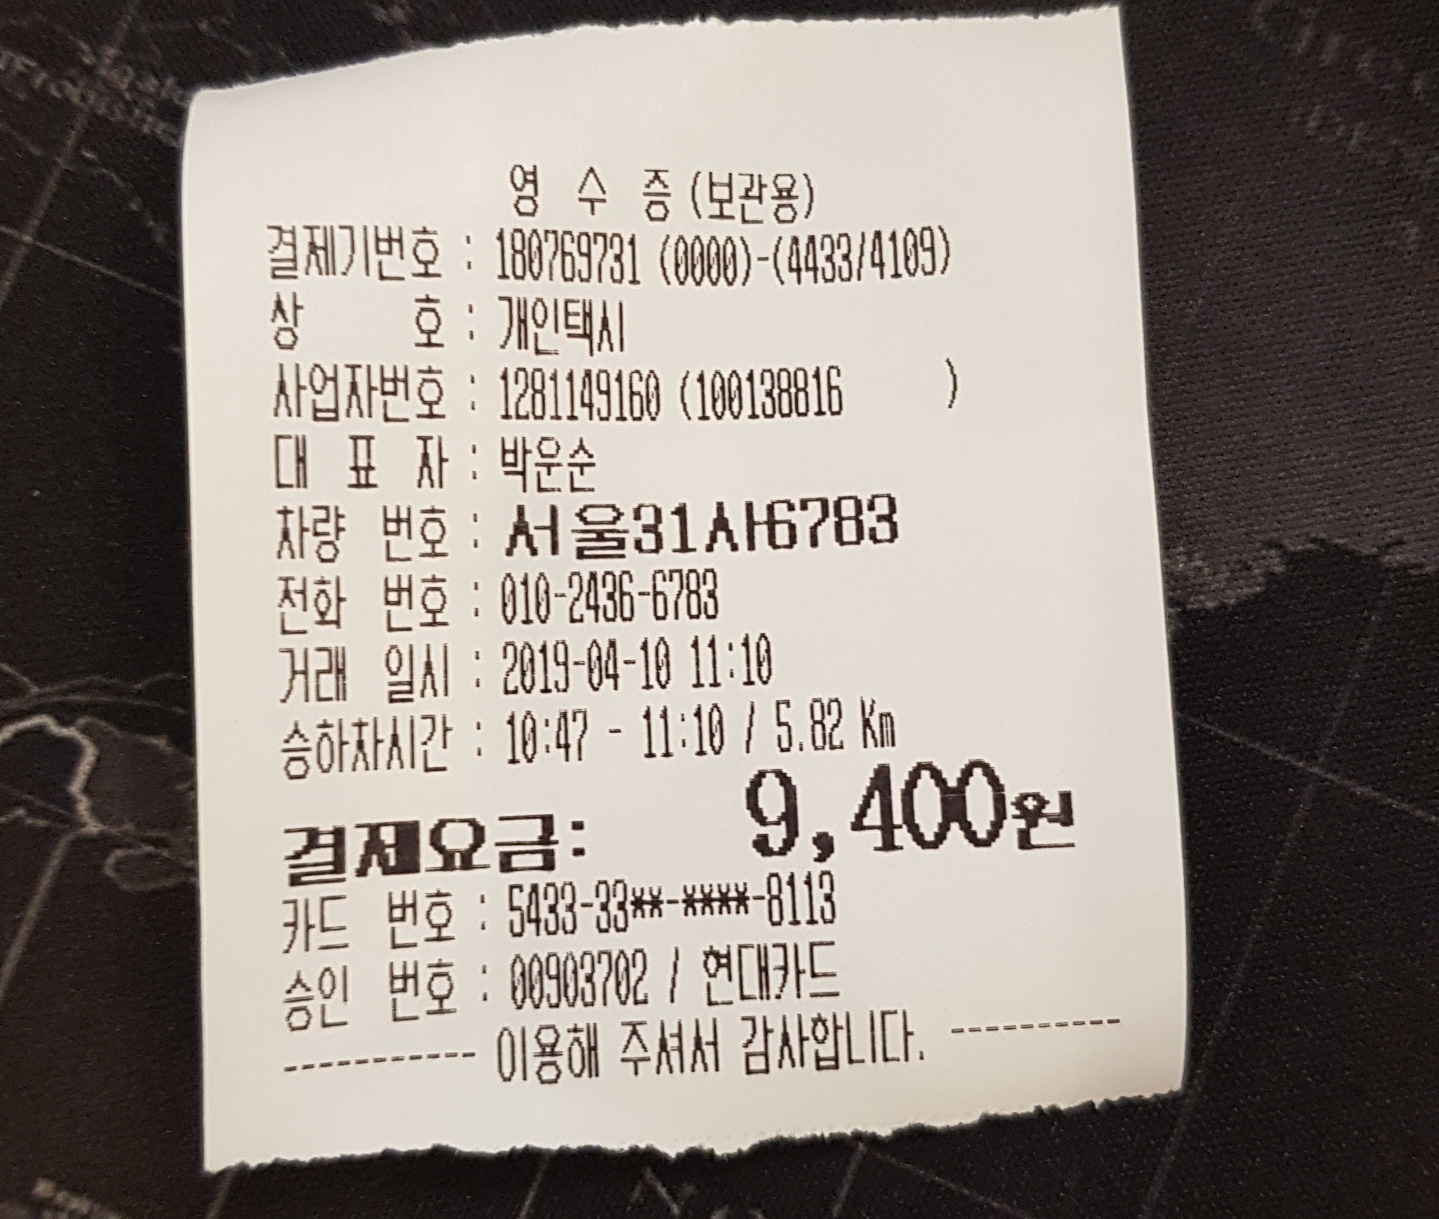 영 수 증 (보관용)
결제기번호 : 180769731 (0000)-(4433/4109)
상 호 : 개인택시
사업자번호 : 1281149160 (100138816 )
대 표 자 : 박운순
차량 번호 : 서울31사6783
전화 번호 : 010-2436-6783
거래 일시 : 2019-04-10 11:10
승하차시간 : 10:47 - 11:10 / 5.82 Km
결제요금: 9,400원
카드 번호 : 5433-33**-****-8113
승인 번호 : 00903702 / 현대카드
----------- 이용해 주셔서 감사합니다. ----------